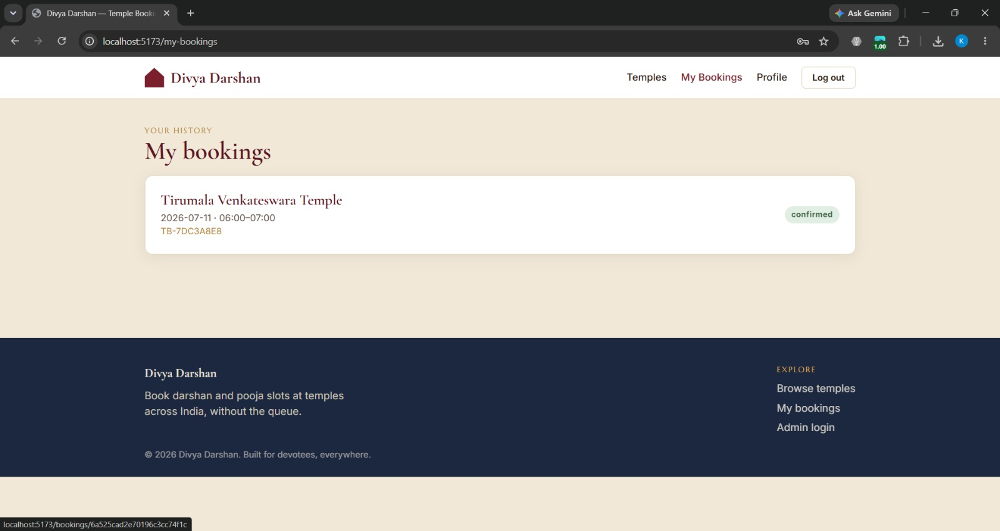 Divya Darshan — Temple Booki
Ask Gemini
localhost:5173/my-bookings
1.00
K
Divya Darshan
Temples
My Bookings
Profile
Log out
YOUR HISTORY
My bookings
Tirumala Venkateswara Temple
2026-07-11 · 06:00–07:00
TB-7DC3A8E8
confirmed
Divya Darshan
Book darshan and pooja slots at temples
across India, without the queue.
EXPLORE
Browse temples
My bookings
Admin login
© 2026 Divya Darshan. Built for devotees, everywhere.
localhost:5173/bookings/6a525cad2e70196c3cc74f1c